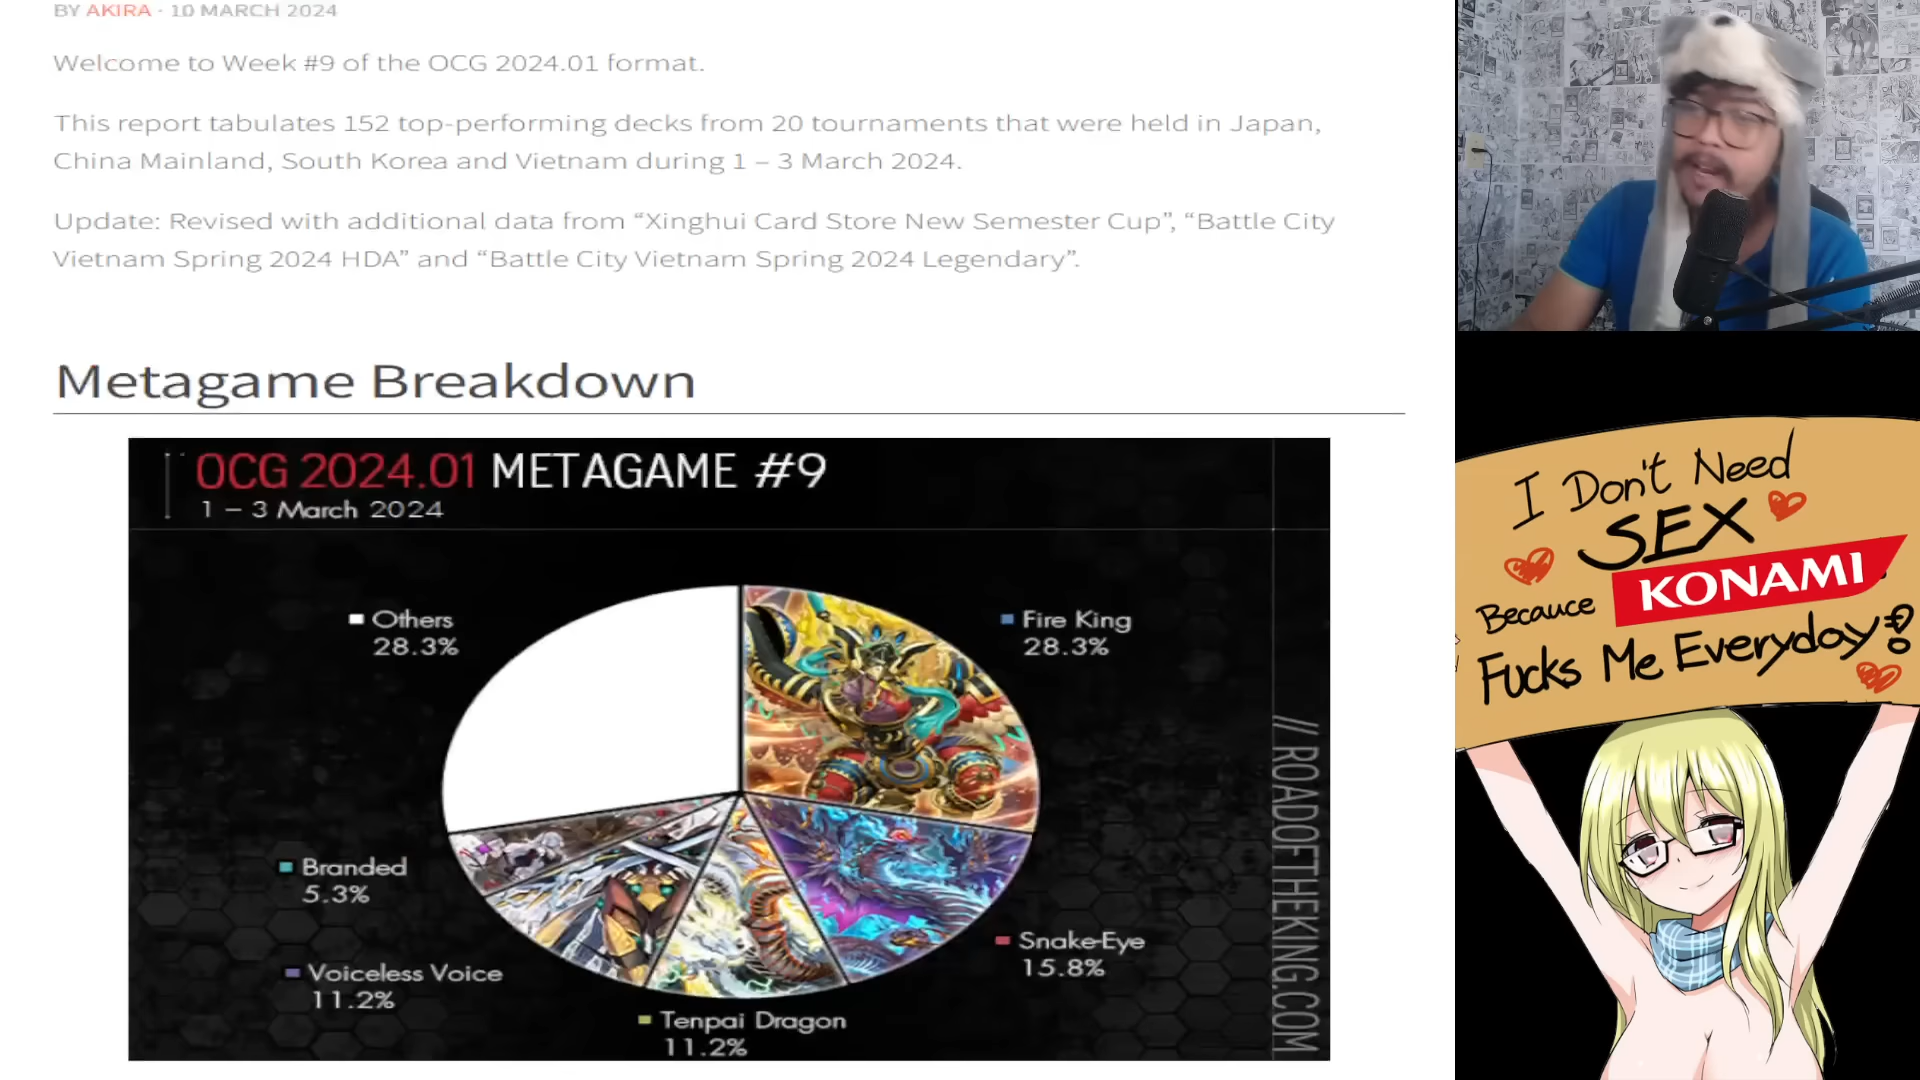 BY AKIRA · 10 MARCH 2024
Welcome to Week #9 of the OCG 2024.01 format.
This report tabulates 152 top-performing decks from 20 tournaments that were held in Japan,
China Mainland, South Korea and Vietnam during 1 – 3 March 2024.
Update: Revised with additional data from “Xinghui Card Store New Semester Cup”, “Battle City
Vietnam Spring 2024 HDA” and “Battle City Vietnam Spring 2024 Legendary”.
Metagame Breakdown
OCG 2024.01 METAGAME #9
1 – 3 March 2024
Others
28.3%
Fire King
28.3%
Branded
5.3%
Snake-Eye
15.8%
Voiceless Voice
11.2%
Tenpai Dragon
11.2%
// ROADOFTHEKING.COM
I Don't Need
SEX
Becauce KONAMI
Fucks Me Everyday!